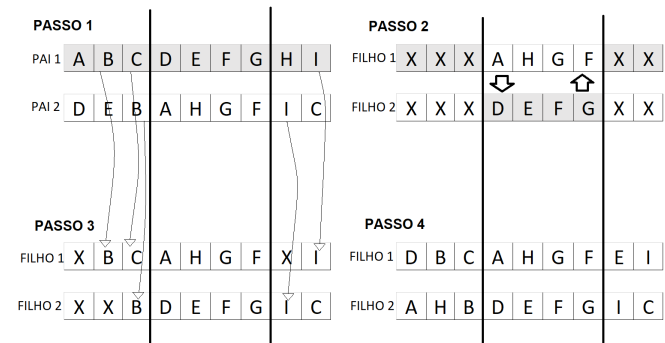 PASSO 1
PAI 1 A B C D E F G H I
PAI 2 D E B A H G F I C
PASSO 2
FILHO 1 X X X A H G F X X
FILHO 2 X X X D E F G X X
PASSO 3
FILHO 1 X B C A H G F X I
FILHO 2 X X B D E F G I C
PASSO 4
FILHO 1 D B C A H G F E I
FILHO 2 A H B D E F G I C